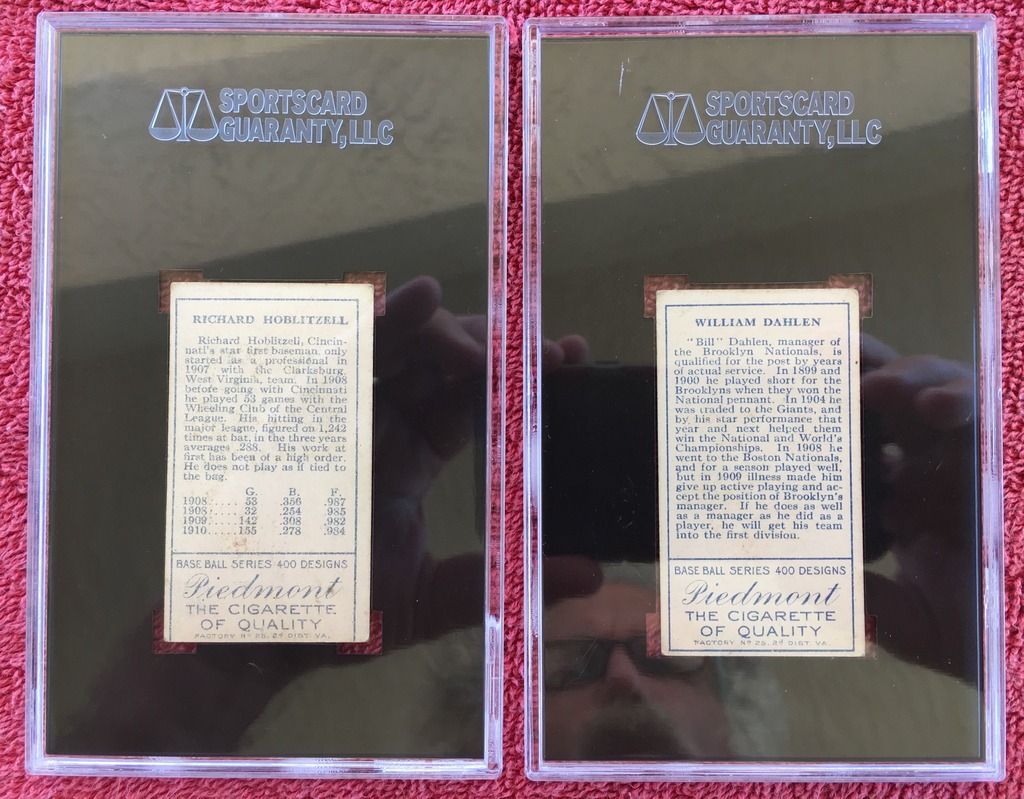 SPORTSCARD
GUARANTY, LLC
RICHARD HOBLITZELL
Richard Hoblitzell, Cincin-
nati's star first baseman, only
started as a professional in
1907 with the Clarksburg,
West Virginia, team. In 1908
before going with Cincinnati
he played 53 games with the
Wheeling Club of the Central
League. His hitting in the
major league, figured on 1,242
times at bat, in the three years
averages .288. His work at
first has been of a high order.
He does not play as if tied to
the bag.
G. B. F.
1908..... 53 .356 .987
1908..... 32 .254 .985
1909..... 142 .308 .982
1910..... 155 .278 .984
BASE BALL SERIES 400 DESIGNS
Piedmont
THE CIGARETTE
OF QUALITY
FACTORY No 25, 2d DIST. VA.
SPORTSCARD
GUARANTY, LLC
WILLIAM DAHLEN
"Bill" Dahlen, manager of
the Brooklyn Nationals, is
qualified for the post by years
of actual service. In 1899 and
1900 he played short for the
Brooklyns when they won the
National pennant. In 1904 he
was traded to the Giants, and
by his star performance that
year and next helped them
win the National and World's
Championships. In 1908 he
went to the Boston Nationals,
and for a season played well,
but in 1909 illness made him
give up active playing and ac-
cept the position of Brooklyn's
manager. If he does as well
as a manager as he did as a
player, he will get his team
into the first division.
BASE BALL SERIES 400 DESIGNS
Piedmont
THE CIGARETTE
OF QUALITY
FACTORY No 25, 2d DIST. VA.